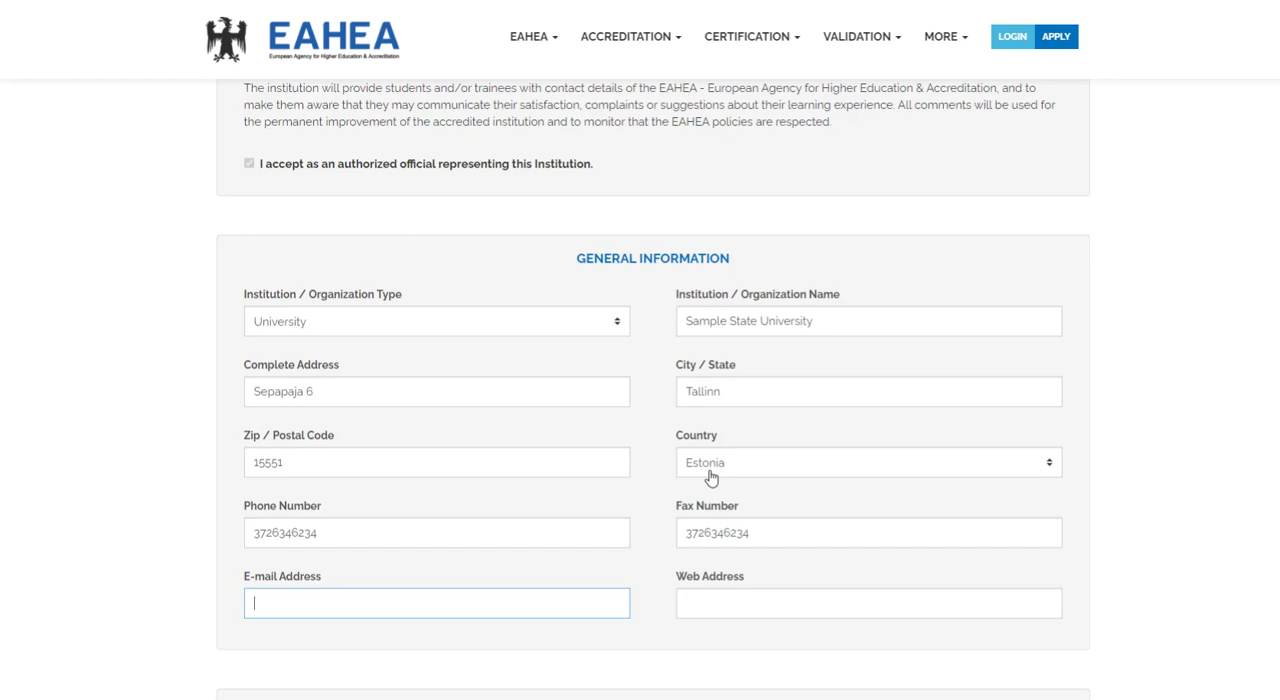 EAHEA
European Agency for Higher Education & Accreditation
EAHEA ACCREDITATION CERTIFICATION VALIDATION MORE LOGIN APPLY
The institution will provide students and/or trainees with contact details of the EAHEA - European Agency for Higher Education & Accreditation, and to
make them aware that they may communicate their satisfaction, complaints or suggestions about their learning experience. All comments will be used for
the permanent improvement of the accredited institution and to monitor that the EAHEA policies are respected.
I accept as an authorized official representing this Institution.
GENERAL INFORMATION
Institution / Organization Type
University
Institution / Organization Name
Sample State University
Complete Address
Sepapaja 6
City / State
Tallinn
Zip / Postal Code
15551
Country
Estonia
Phone Number
3726346234
Fax Number
3726346234
E-mail Address
Web Address